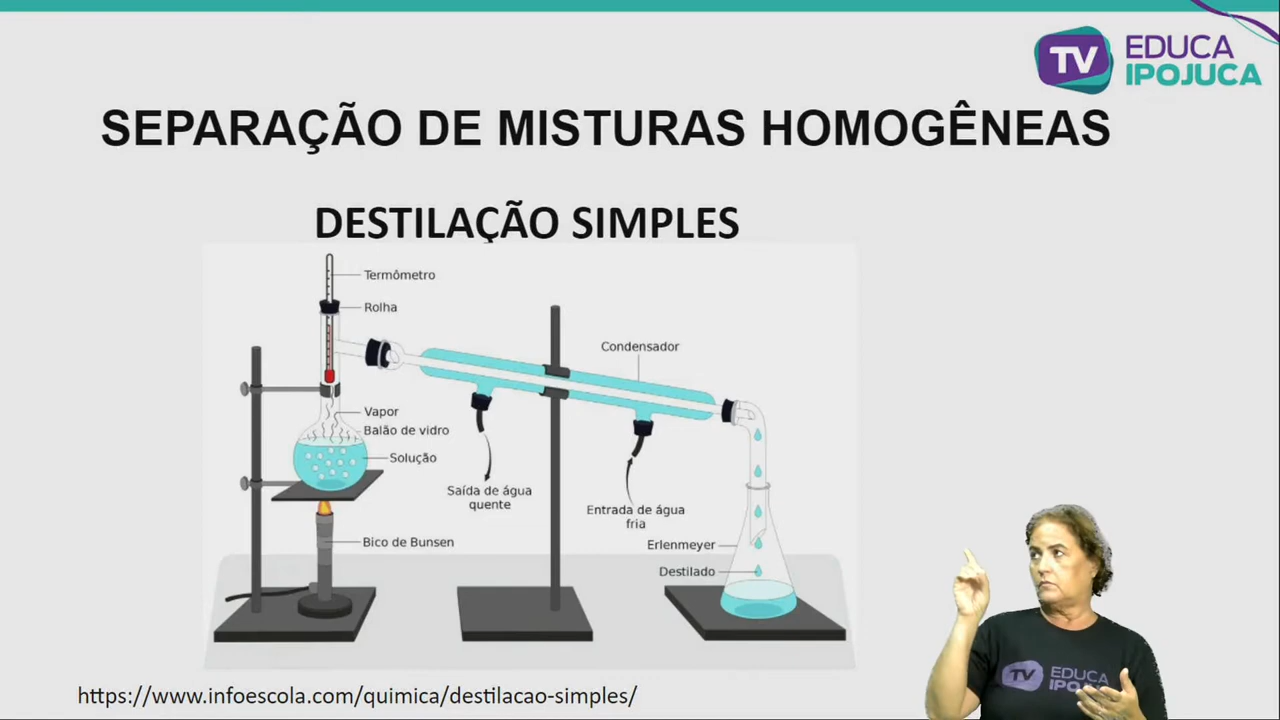 TV EDUCA
IPOJUCA
SEPARAÇÃO DE MISTURAS HOMOGÊNEAS
DESTILAÇÃO SIMPLES
Termômetro
Rolha
Condensador
Vapor
Balão de vidro
Solução
Saída de água
quente
Entrada de água
fria
Bico de Bunsen
Erlenmeyer
Destilado
https://www.infoescola.com/quimica/destilacao-simples/
TV EDUCA
IPOJUCA